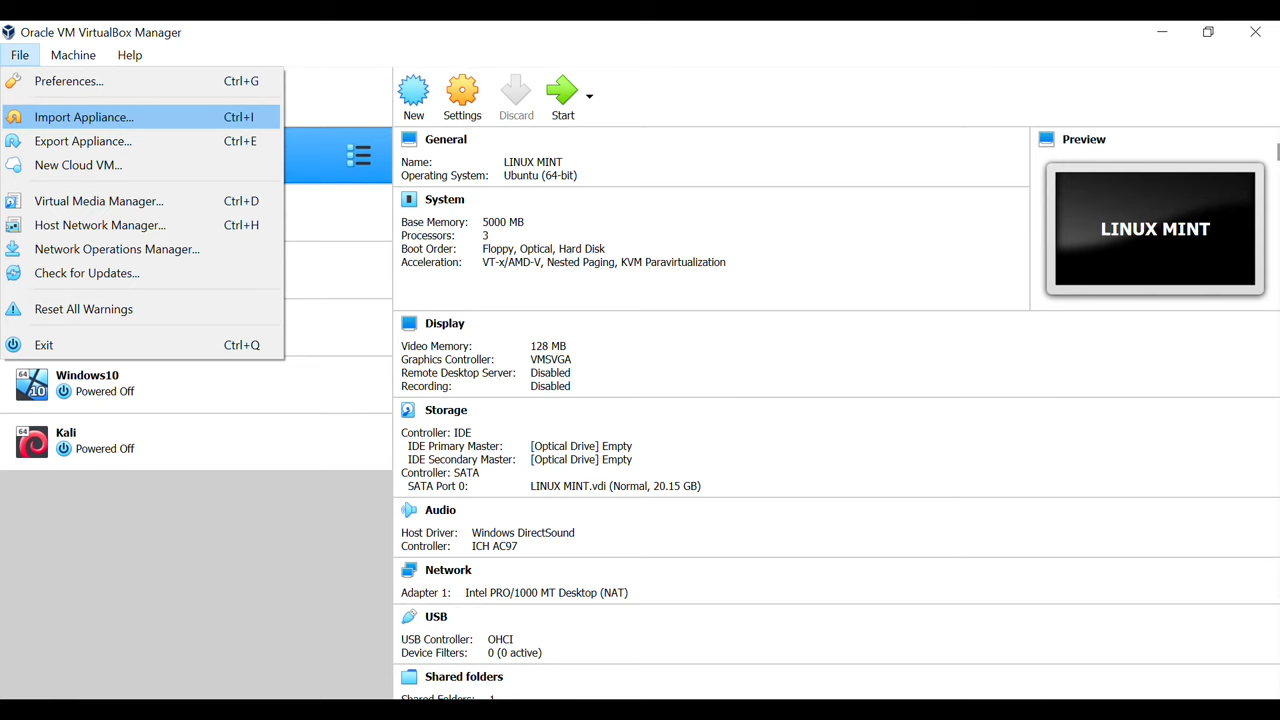 Oracle VM VirtualBox Manager
File Machine Help
Preferences... Ctrl+G
Import Appliance... Ctrl+I
Export Appliance... Ctrl+E
New Cloud VM...
Virtual Media Manager... Ctrl+D
Host Network Manager... Ctrl+H
Network Operations Manager...
Check for Updates...
Reset All Warnings
Exit Ctrl+Q
64
10
Windows10
Powered Off
64
Kali
Powered Off
New Settings Discard Start
General
Name: LINUX MINT
Operating System: Ubuntu (64-bit)
System
Base Memory: 5000 MB
Processors: 3
Boot Order: Floppy, Optical, Hard Disk
Acceleration: VT-x/AMD-V, Nested Paging, KVM Paravirtualization
Preview
LINUX MINT
Display
Video Memory: 128 MB
Graphics Controller: VMSVGA
Remote Desktop Server: Disabled
Recording: Disabled
Storage
Controller: IDE
IDE Primary Master: [Optical Drive] Empty
IDE Secondary Master: [Optical Drive] Empty
Controller: SATA
SATA Port 0: LINUX MINT.vdi (Normal, 20.15 GB)
Audio
Host Driver: Windows DirectSound
Controller: ICH AC97
Network
Adapter 1: Intel PRO/1000 MT Desktop (NAT)
USB
USB Controller: OHCI
Device Filters: 0 (0 active)
Shared folders
Shared Folders: 1